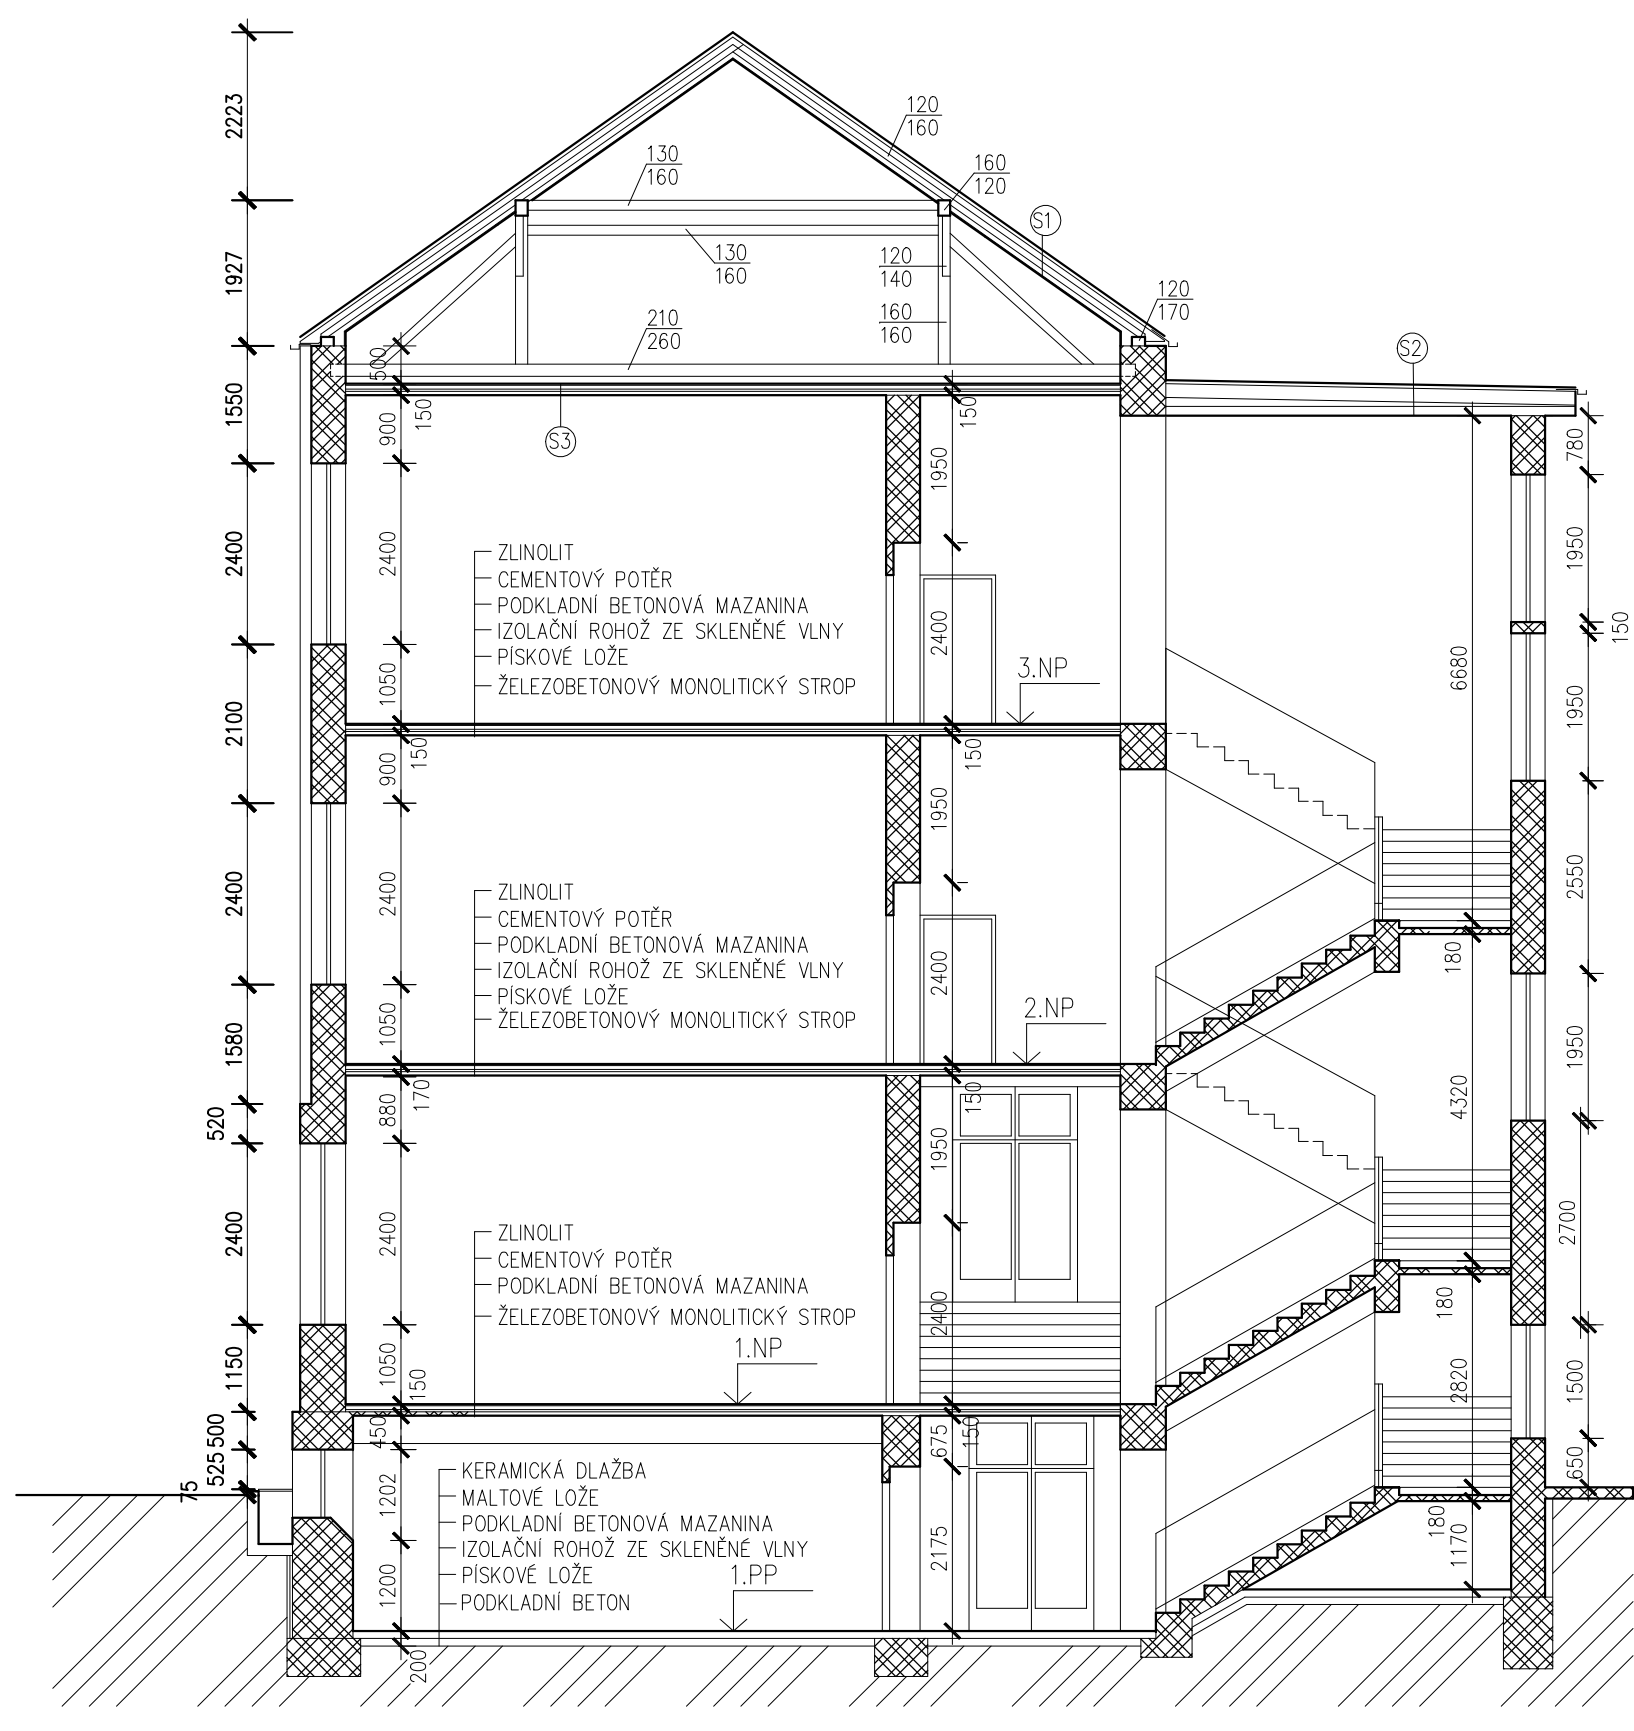 2223
1927
1550
2400
2100
2400
1580
520
2400
1150
500
525
75
120
160
130
160
160
120
S1
130
160
120
140
160
160
120
170
210
260
S2
S3
500
150
900
2400
1050
150
900
2400
1050
170
880
2400
1050
150
450
1202
1200
200
ZLINOLIT
CEMENTOVÝ POTĚR
PODKLADNÍ BETONOVÁ MAZANINA
IZOLAČNÍ ROHOŽ ZE SKLENĚNÉ VLNY
PÍSKOVÉ LOŽE
ŽELEZOBETONOVÝ MONOLITICKÝ STROP
3.NP
ZLINOLIT
CEMENTOVÝ POTĚR
PODKLADNÍ BETONOVÁ MAZANINA
IZOLAČNÍ ROHOŽ ZE SKLENĚNÉ VLNY
PÍSKOVÉ LOŽE
ŽELEZOBETONOVÝ MONOLITICKÝ STROP
2.NP
ZLINOLIT
CEMENTOVÝ POTĚR
PODKLADNÍ BETONOVÁ MAZANINA
ŽELEZOBETONOVÝ MONOLITICKÝ STROP
1.NP
KERAMICKÁ DLAŽBA
MALTOVÉ LOŽE
PODKLADNÍ BETONOVÁ MAZANINA
IZOLAČNÍ ROHOŽ ZE SKLENĚNÉ VLNY
PÍSKOVÉ LOŽE
PODKLADNÍ BETON
1.PP
150
1950
2400
150
1950
2400
150
1950
2400
150
675
2175
6680
180
4320
180
2820
180
1170
780
1950
150
1950
2550
1950
2700
1500
650